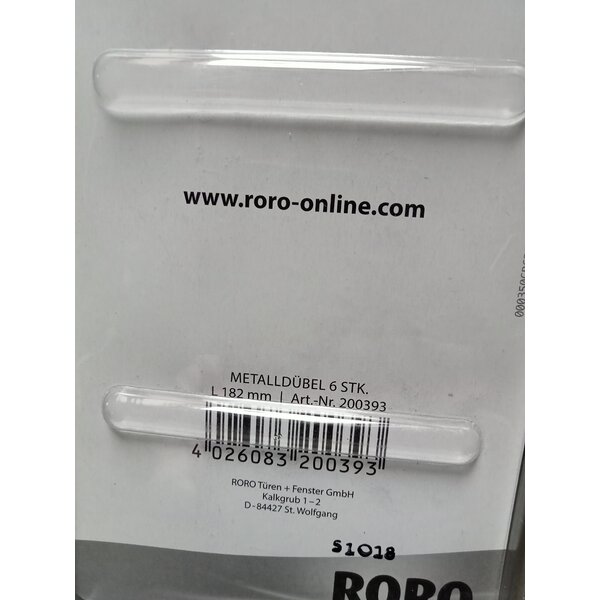 www.roro-online.com
METALLDÜBEL 6 STK.
L 182 mm | Art.-Nr. 200393
4 026083 200393
RORO Türen + Fenster GmbH
Kalkgrub 1 – 2
D - 84427 St. Wolfgang
S1018
RORO